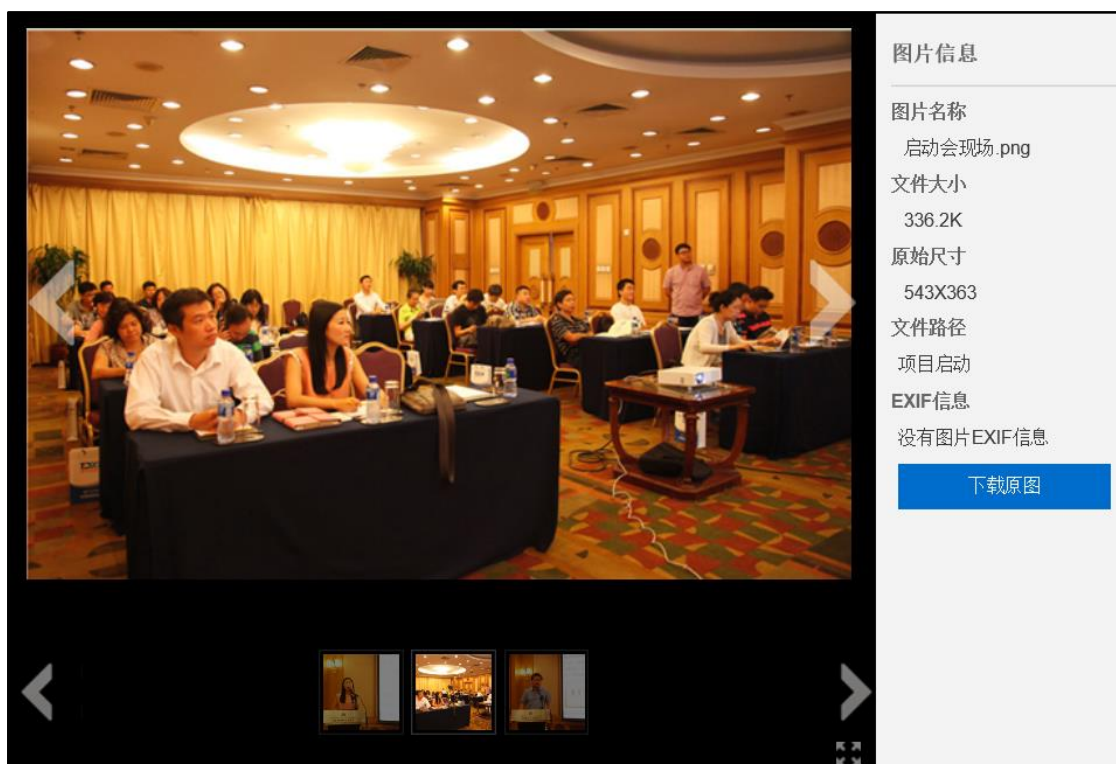 图片信息
图片名称
启动会现场.png
文件大小
336.2K
原始尺寸
543X363
文件路径
项目启动
EXIF信息
没有图片EXIF信息
下载原图